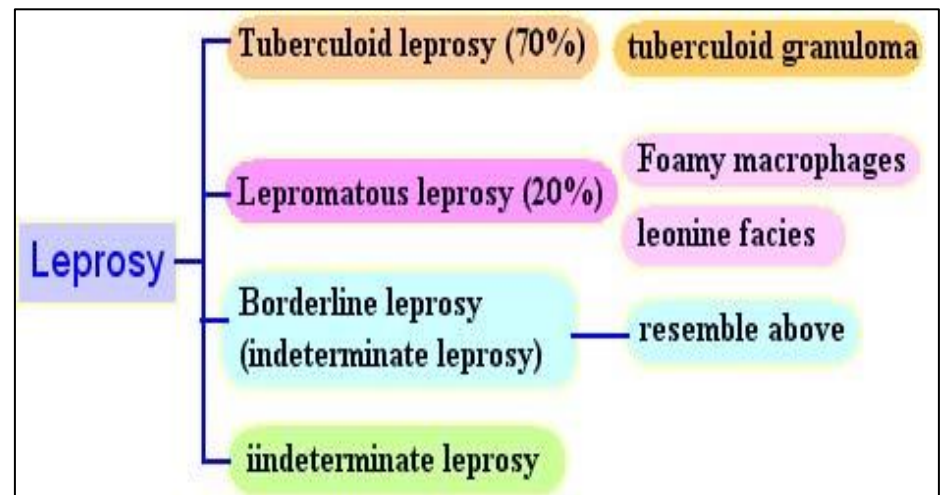 Leprosy
Tuberculoid leprosy (70%)
tuberculoid granuloma
Lepromatous leprosy (20%)
Foamy macrophages
leonine facies
Borderline leprosy
(indeterminate leprosy)
resemble above
iindeterminate leprosy